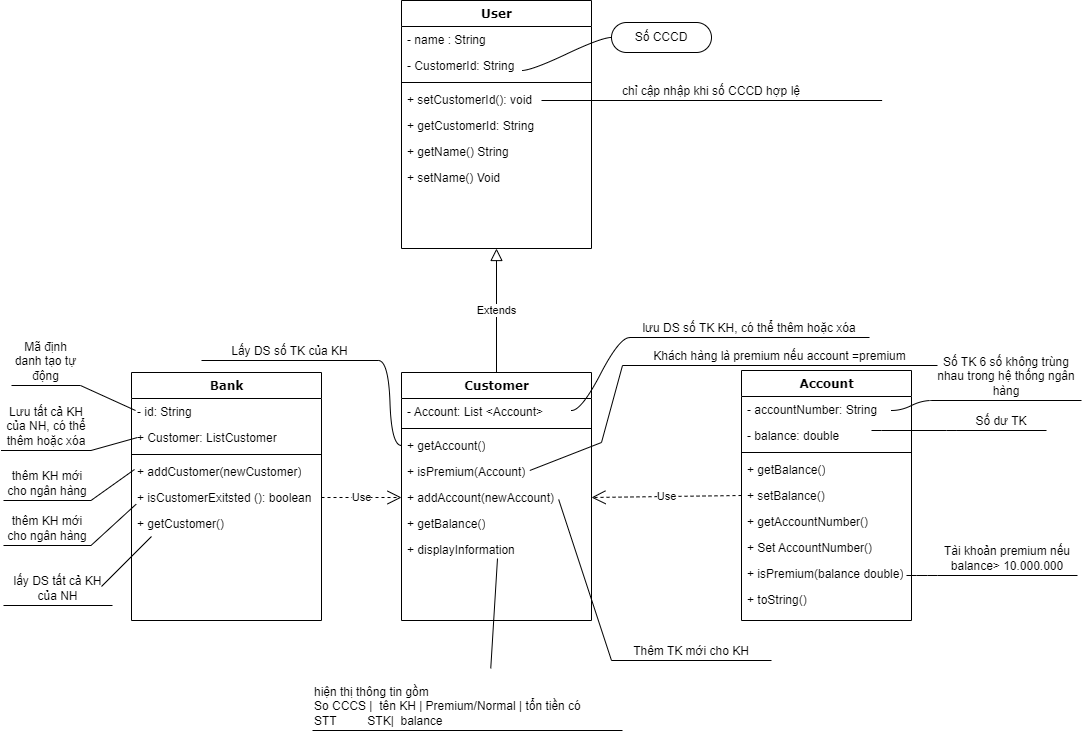 User
- name : String
- CustomerId: String
Số CCCD
+ setCustomerId(): void
chỉ cập nhập khi số CCCD hợp lệ
+ getCustomerId: String
+ getName() String
+ setName() Void
Extends
Mã định
danh tạo tự
động
Lưu tất cả KH
của NH, có thể
thêm hoặc xóa
thêm KH mới
cho ngân hàng
thêm KH mới
cho ngân hàng
lấy DS tất cả KH
của NH
Bank
- id: String
+ Customer: ListCustomer
+ addCustomer(newCustomer)
+ isCustomerExitsted (): boolean
+ getCustomer()
Use
Lấy DS số TK của KH
Customer
- Account: List <Account>
+ getAccount()
+ isPremium(Account)
+ addAccount(newAccount)
+ getBalance()
+ displayInformation
lưu DS số TK KH, có thể thêm hoặc xóa
Khách hàng là premium nếu account =premium
Use
Account
- accountNumber: String
- balance: double
+ getBalance()
+ setBalance()
+ getAccountNumber()
+ Set AccountNumber()
+ isPremium(balance double)
+ toString()
Số TK 6 số không trùng
nhau trong hệ thống ngân
hàng
Số dư TK
Tài khoản premium nếu
balance> 10.000.000
Thêm TK mới cho KH
hiện thị thông tin gồm
So CCCS | tên KH | Premium/Normal | tổn tiền có
STT STK| balance